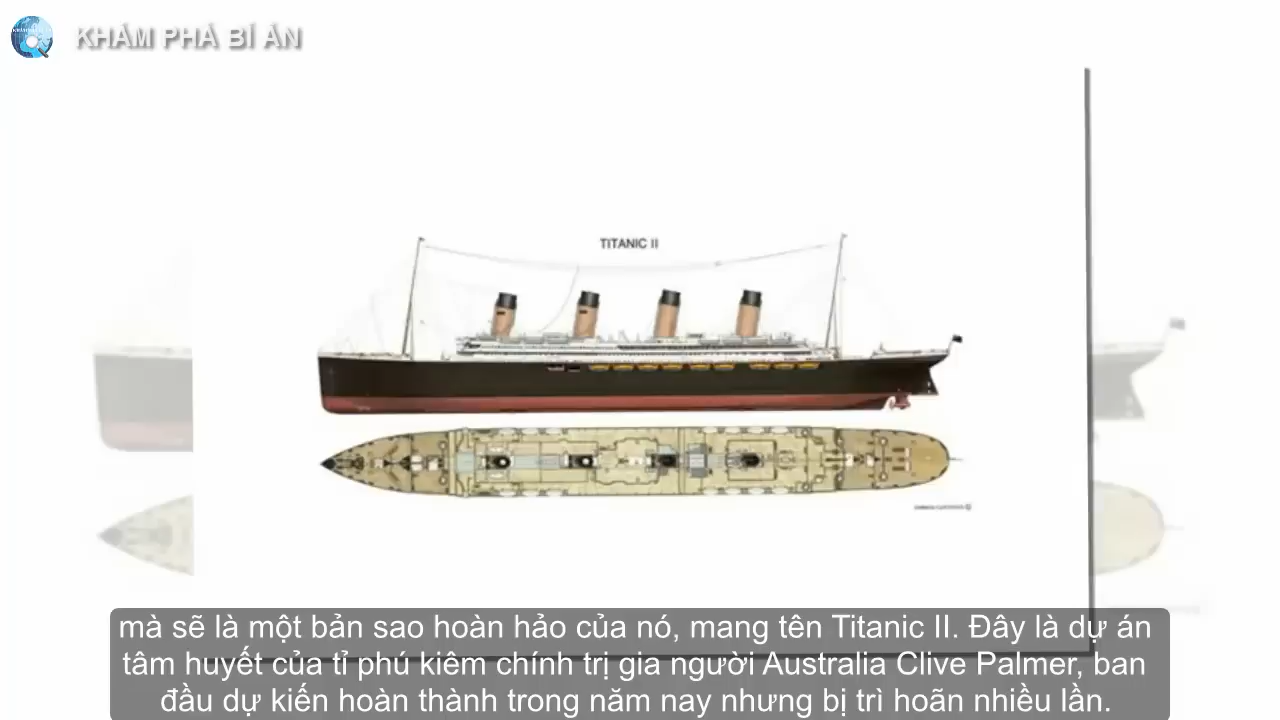 KHÁM PHÁ BÍ ẨN
TITANIC II
mà sẽ là một bản sao hoàn hảo của nó, mang tên Titanic II. Đây là dự án
tâm huyết của tỉ phú kiêm chính trị gia người Australia Clive Palmer, ban
đầu dự kiến hoàn thành trong năm nay nhưng bị trì hoãn nhiều lần.